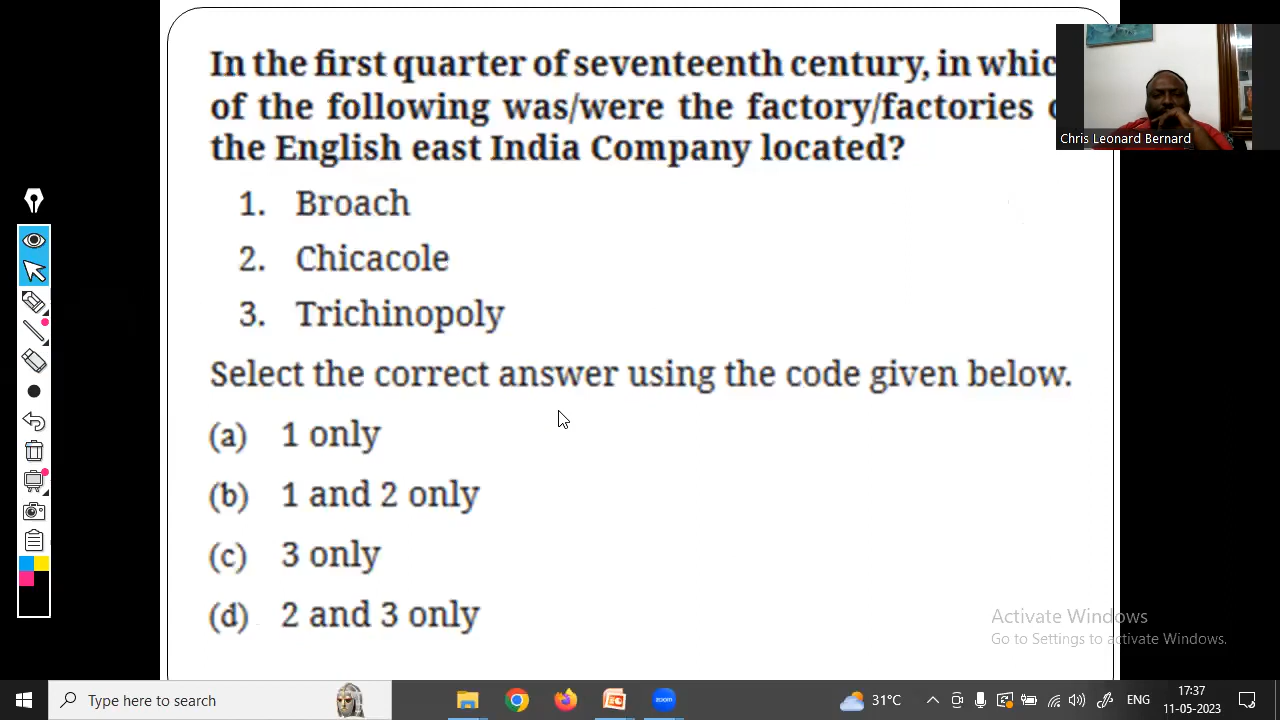 In the first quarter of seventeenth century, in whic
of the following was/were the factory/factories
the English east India Company located?
Chris Leonard Bernard
1. Broach
2. Chicacole
3. Trichinopoly
Select the correct answer using the code given below.
(a) 1 only
(b) 1 and 2 only
(c) 3 only
(d) 2 and 3 only
Activate Windows
Go to Settings to activate Windows.
Type here to search
zoom
31°C
ENG
17:37
11-05-2023